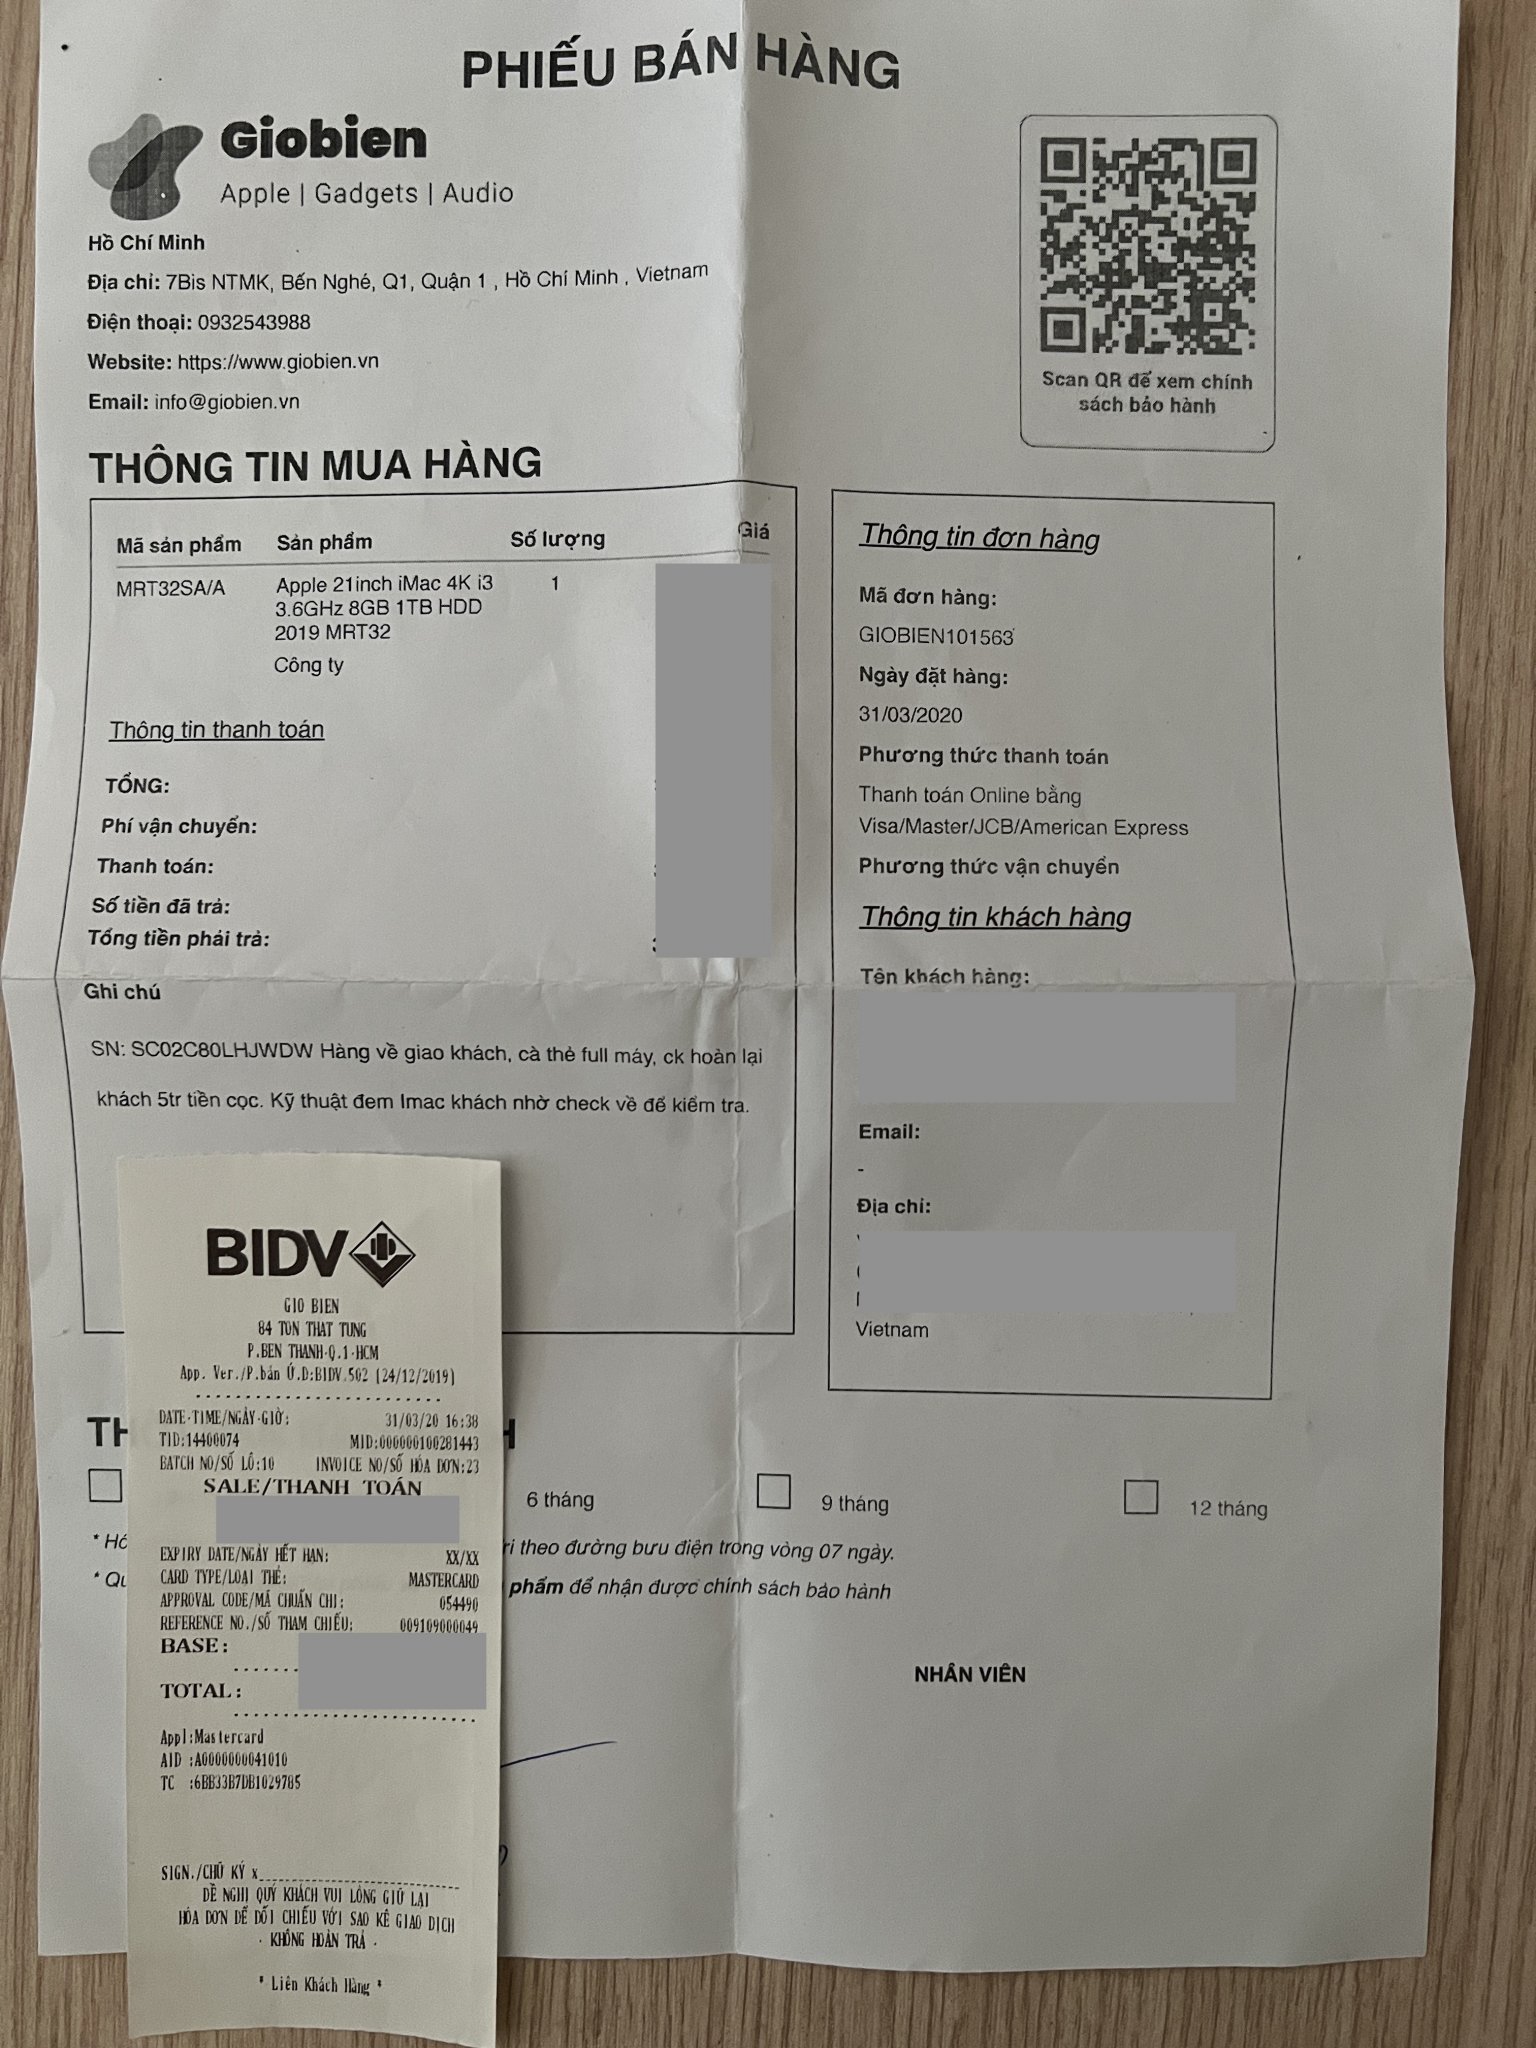 PHIẾU BÁN HÀNG
Giobien
Apple | Gadgets | Audio
Hồ Chí Minh
Địa chỉ: 7Bis NTMK, Bến Nghé, Q1, Quận 1 , Hồ Chí Minh , Vietnam
Điện thoại: 0932543988
Website: https://www.giobien.vn
Email: info@giobien.vn
Scan QR để xem chính
sách bảo hành
THÔNG TIN MUA HÀNG
Mã sản phẩm Sản phẩm Số lượng Giá
MRT32SA/A Apple 21inch iMac 4K i3 1
3.6GHz 8GB 1TB HDD
2019 MRT32
Công ty
Thông tin thanh toán
TỔNG:
Phí vận chuyển:
Thanh toán:
Số tiền đã trả:
Tổng tiền phải trả:
Ghi chú
SN: SC02C80LHJWDW Hàng về giao khách, cà thẻ full máy, ck hoàn lại
khách 5tr tiền cọc. Kỹ thuật đem Imac khách nhờ check về để kiểm tra.
Thông tin đơn hàng
Mã đơn hàng:
GIOBIEN101563
Ngày đặt hàng:
31/03/2020
Phương thức thanh toán
Thanh toán Online bằng
Visa/Master/JCB/American Express
Phương thức vận chuyển
Thông tin khách hàng
Tên khách hàng:
Email:
-
Địa chỉ:
Vietnam
TH H
6 tháng 9 tháng 12 tháng
theo đường bưu điện trong vòng 07 ngày.
phẩm để nhận được chính sách bảo hành
NHÂN VIÊN
BIDV
GIO BIEN
84 TON THAT TUNG
P.BEN THANH-Q.1-HCM
App. Ver./P.bản Ứ.D:BIDV.502 (24/12/2019)
DATE-TIME/NGÀY-GIỜ: 31/03/20 16:38
TID:14400074 MID:000000100281443
BATCH NO/SỐ LÔ:10 INVOICE NO/SỐ HÓA ĐƠN:23
SALE/THANH TOÁN
EXPIRY DATE/NGÀY HẾT HẠN: XX/XX
CARD TYPE/LOẠI THẺ: MASTERCARD
APPROVAL CODE/MÃ CHUẨN CHI: 054490
REFERENCE NO./SỐ THAM CHIẾU: 009109000049
BASE:
TOTAL:
Appl:Mastercard
AID :A0000000041010
TC :6BB33B7DB1029785
SIGN./CHỮ KÝ x
ĐỀ NGHỊ QUÝ KHÁCH VUI LÒNG GIỮ LẠI
HÓA ĐƠN ĐỂ ĐỐI CHIẾU VỚI SAO KÊ GIAO DỊCH
- KHÔNG HOÀN TRẢ -
* Liên Khách Hàng *